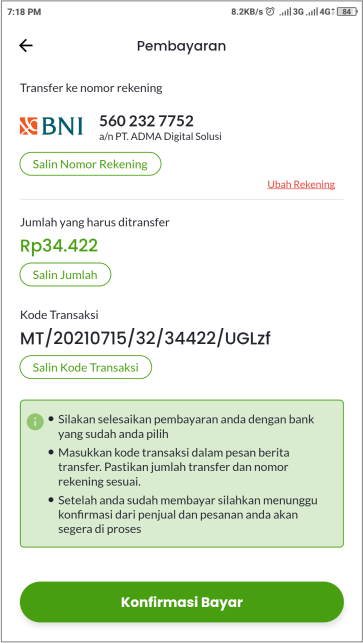 7:18 PM 8.2KB/s 3G 4G 84
Pembayaran
Transfer ke nomor rekening
BNI
560 232 7752
a/n PT. ADMA Digital Solusi
Salin Nomor Rekening
Ubah Rekening
Jumlah yang harus ditransfer
Rp34.422
Salin Jumlah
Kode Transaksi
MT/20210715/32/34422/UGLzf
Salin Kode Transaksi
• Silakan selesaikan pembayaran anda dengan bank
yang sudah anda pilih
• Masukkan kode transaksi dalam pesan berita
transfer. Pastikan jumlah transfer dan nomor
rekening sesuai.
• Setelah anda sudah membayar silahkan menunggu
konfirmasi dari penjual dan pesanan anda akan
segera di proses
Konfirmasi Bayar